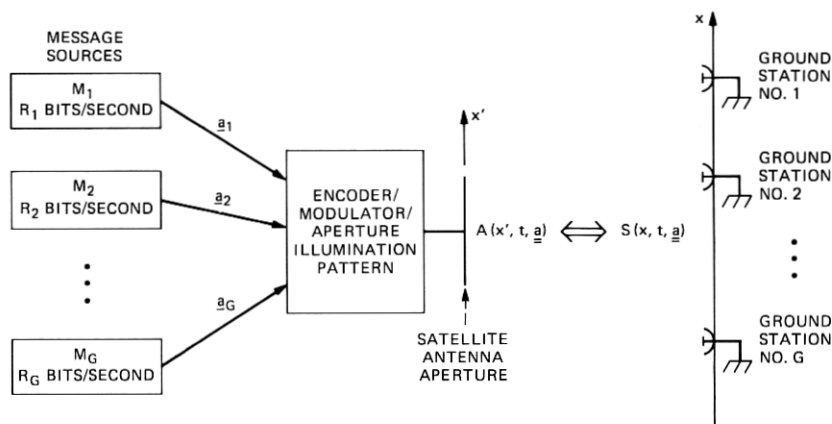 MESSAGE
SOURCES
M1
R1 BITS/SECOND
a1
M2
R2 BITS/SECOND
a2
MG
RG BITS/SECOND
aG
ENCODER/
MODULATOR/
APERTURE
ILLUMINATION
PATTERN
x'
A (x', t, a) ⟺ S (x, t, a)
SATELLITE
ANTENNA
APERTURE
x
GROUND
STATION
NO. 1
GROUND
STATION
NO. 2
GROUND
STATION
NO. G